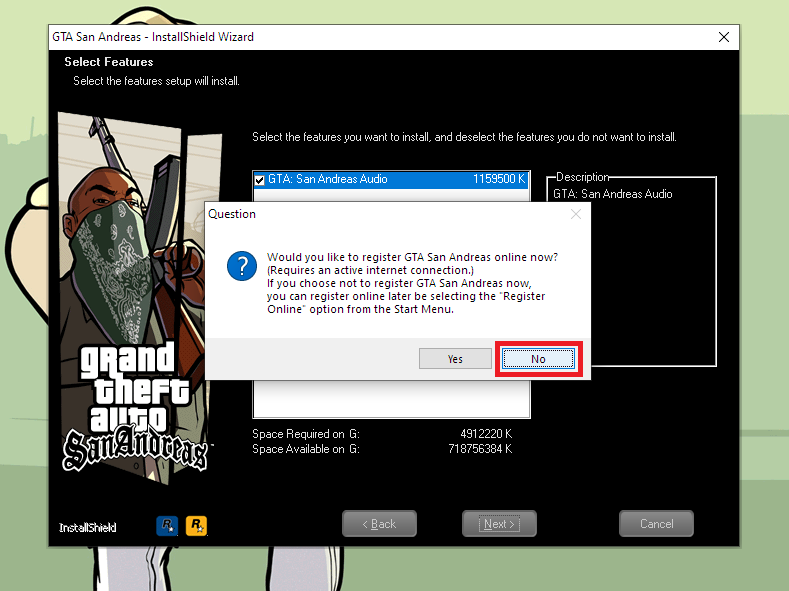 GTA San Andreas - InstallShield Wizard
Select Features
Select the features setup will install.
Select the features you want to install, and deselect the features you do not want to install.
GTA: San Andreas Audio 1159500 K
Description
GTA: San Andreas Audio
Question
Would you like to register GTA San Andreas online now?
(Requires an active internet connection.)
If you choose not to register GTA San Andreas now,
you can register online later be selecting the "Register
Online" option from the Start Menu.
Yes No
grand
theft
auto
San Andreas
Space Required on G: 4912220 K
Space Available on G: 718756384 K
InstallShield
R R
< Back Next > Cancel